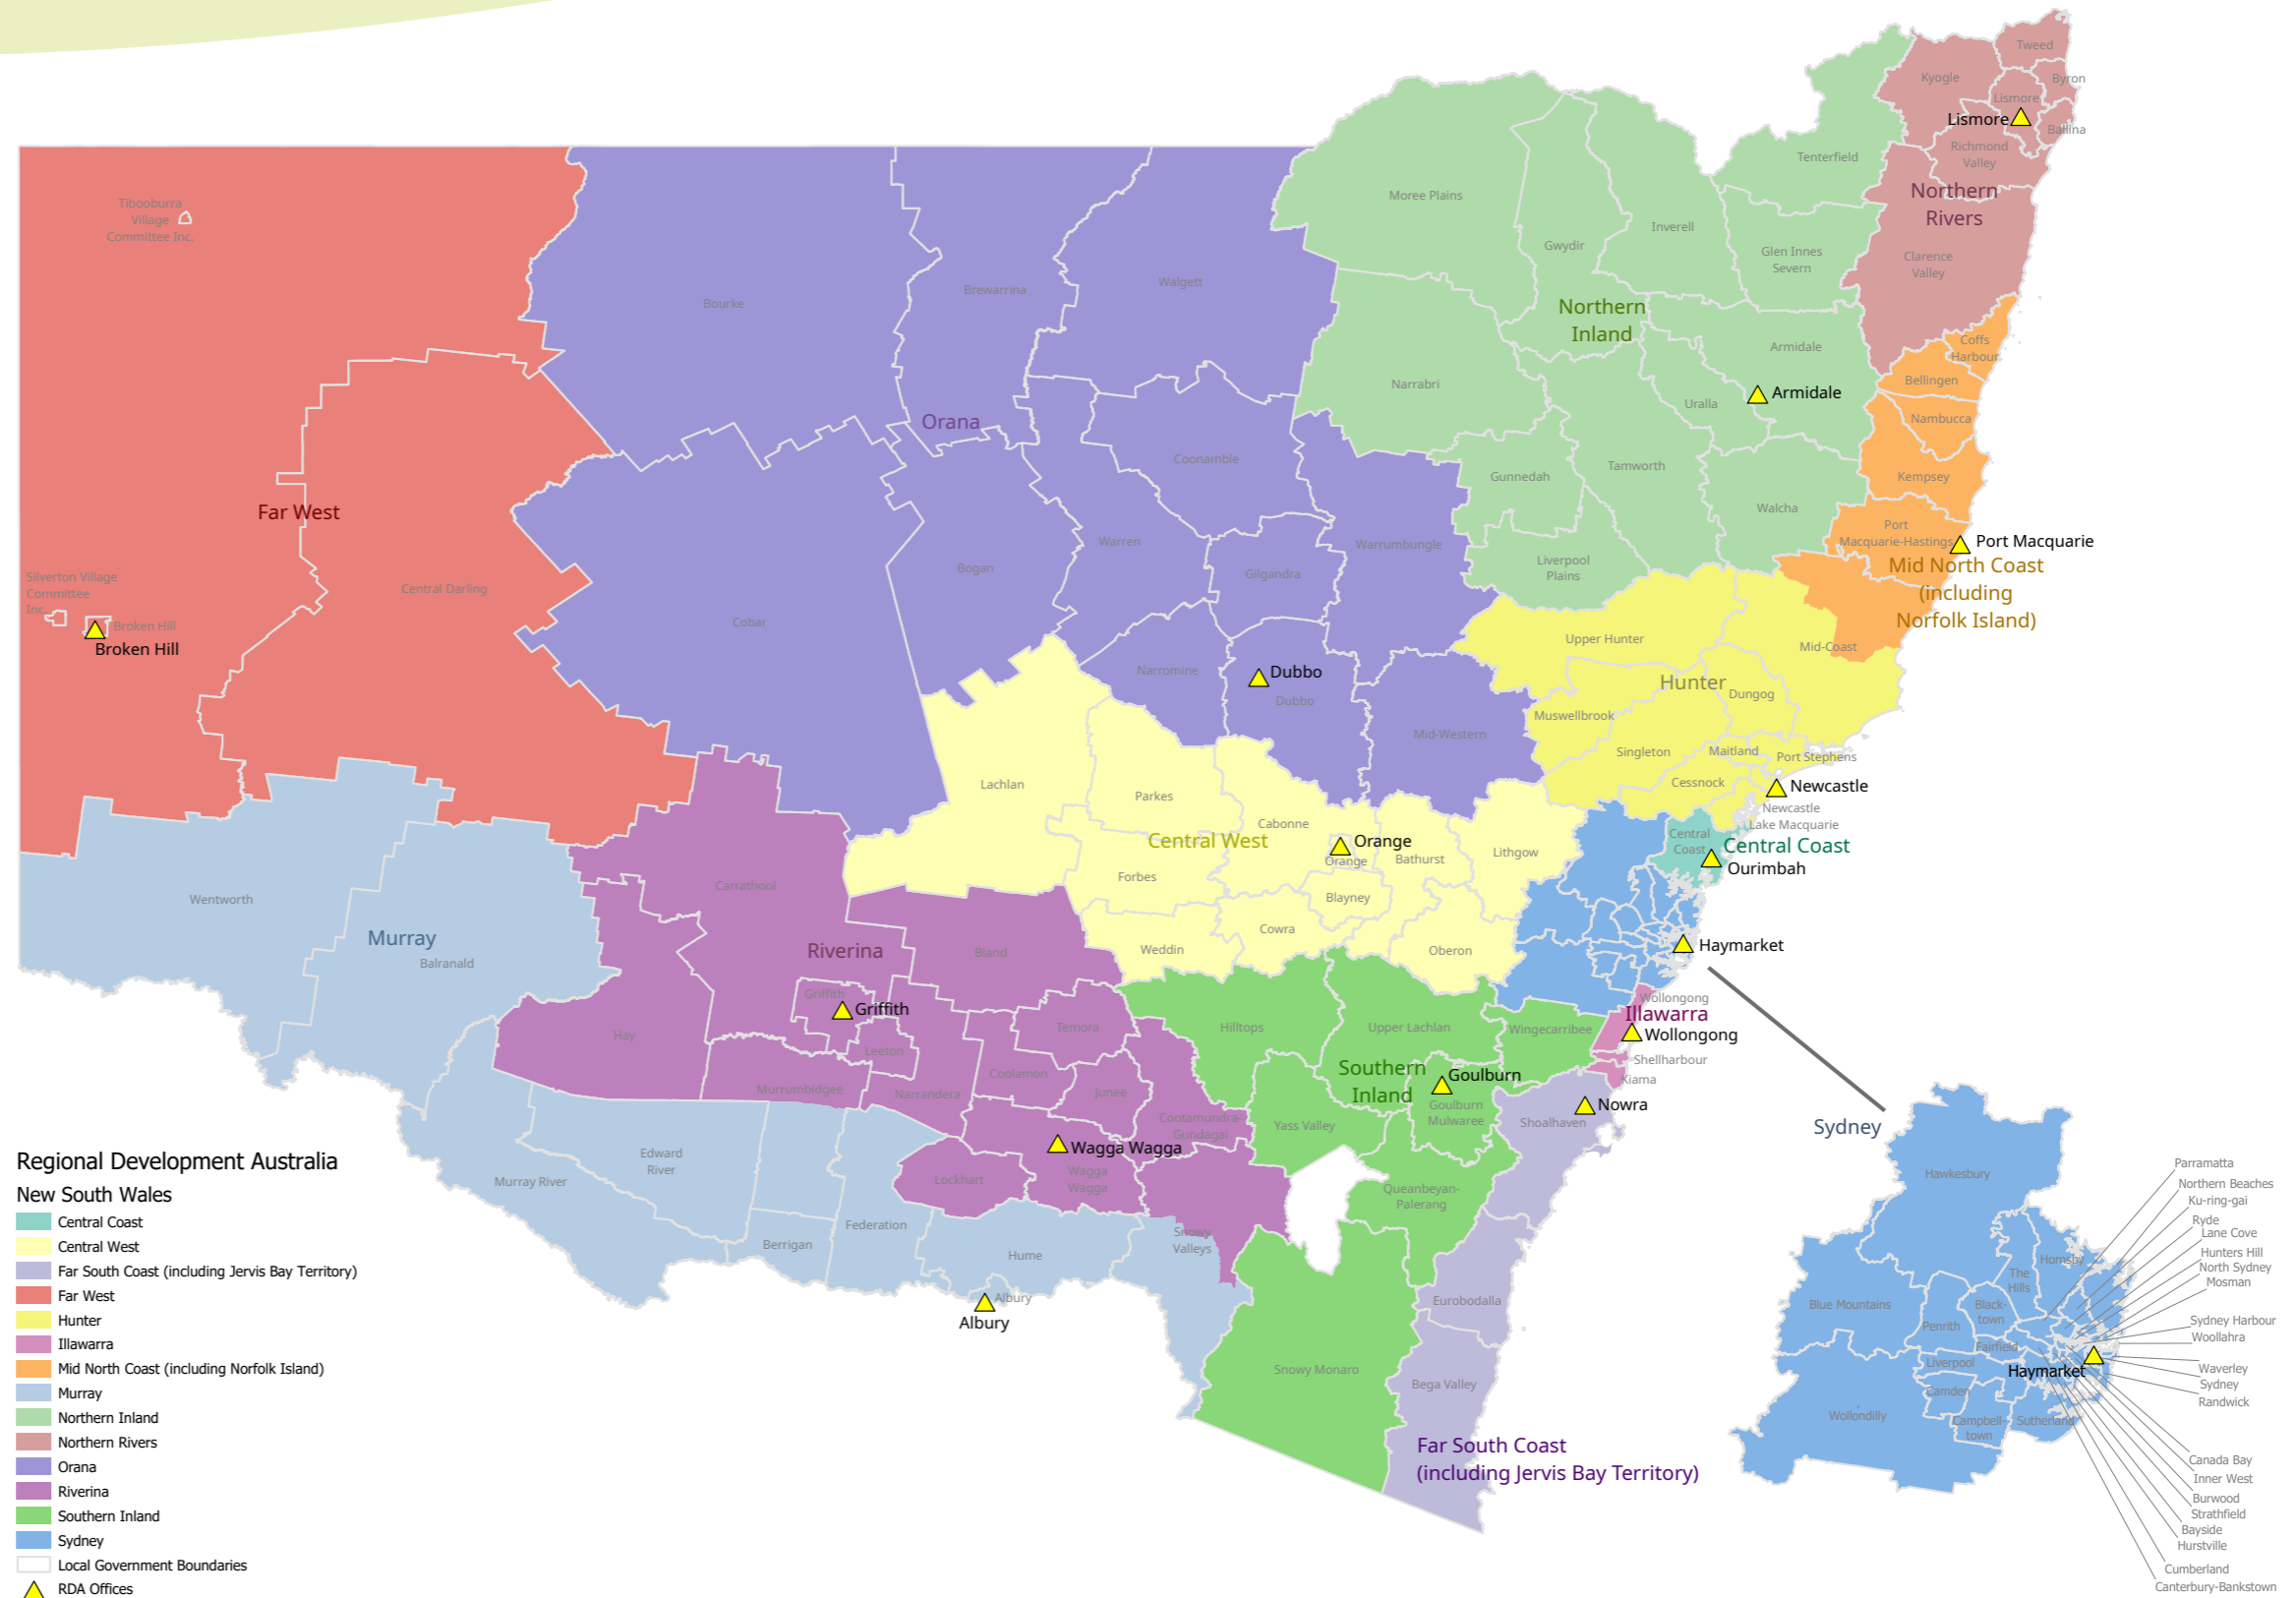 Tweed
Kyogle
Byron
Lismore
Lismore
Ballina
Richmond
Valley
Tenterfield
Northern
Rivers
Moree Plains
Tibooburra
Village
Committee Inc.
Inverell
Gwydir
Glen Innes
Severn
Clarence
Valley
Walgett
Brewarrina
Bourke
Northern
Inland
Coffs
Harbour
Armidale
Bellingen
Narrabri
Armidale
Uralla
Nambucca
Orana
Coonamble
Tamworth
Gunnedah
Kempsey
Walcha
Far West
Port
Macquarie-Hastings
Port Macquarie
Warren
Warrumbungle
Mid North Coast
(including
Norfolk Island)
Bogan
Gilgandra
Liverpool
Plains
Silverton Village
Committee
Inc.
Central Darling
Broken Hill
Broken Hill
Cobar
Upper Hunter
Mid-Coast
Narromine
Dubbo
Dubbo
Hunter
Dungog
Muswellbrook
Mid-Western
Singleton
Maitland
Port Stephens
Lachlan
Cessnock
Newcastle
Parkes
Newcastle
Lake Macquarie
Cabonne
Central West
Orange
Orange
Bathurst
Lithgow
Central
Coast
Central Coast
Ourimbah
Forbes
Carrathool
Blayney
Wentworth
Cowra
Murray
Balranald
Riverina
Bland
Weddin
Oberon
Haymarket
Griffith
Griffith
Wollongong
Illawarra
Wollongong
Hay
Temora
Hilltops
Upper Lachlan
Wingecarribee
Leeton
Shellharbour
Coolamon
Southern
Inland
Goulburn
Kiama
Murrumbidgee
Narrandera
Junee
Goulburn
Mulwaree
Nowra
Shoalhaven
Cootamundra-
Gundagai
Yass Valley
Sydney
Wagga Wagga
Wagga
Wagga
Edward
River
Murray River
Lockhart
Queanbeyan-
Palerang
Federation
Berrigan
Hume
Snowy
Valleys
Albury
Albury
Eurobodalla
Snowy Monaro
Bega Valley
Far South Coast
(including Jervis Bay Territory)
Hawkesbury
Parramatta
Northern Beaches
Ku-ring-gai
Ryde
Lane Cove
Hunters Hill
North Sydney
Mosman
Hornsby
The
Hills
Blue Mountains
Black-
town
Penrith
Sydney Harbour
Woollahra
Fairfield
Liverpool
Haymarket
Waverley
Sydney
Randwick
Camden
Wollondilly
Campbell-
town
Sutherland
Canada Bay
Inner West
Burwood
Strathfield
Bayside
Hurstville
Cumberland
Canterbury-Bankstown
Regional Development Australia
New South Wales
Central Coast
Central West
Far South Coast (including Jervis Bay Territory)
Far West
Hunter
Illawarra
Mid North Coast (including Norfolk Island)
Murray
Northern Inland
Northern Rivers
Orana
Riverina
Southern Inland
Sydney
Local Government Boundaries
RDA Offices